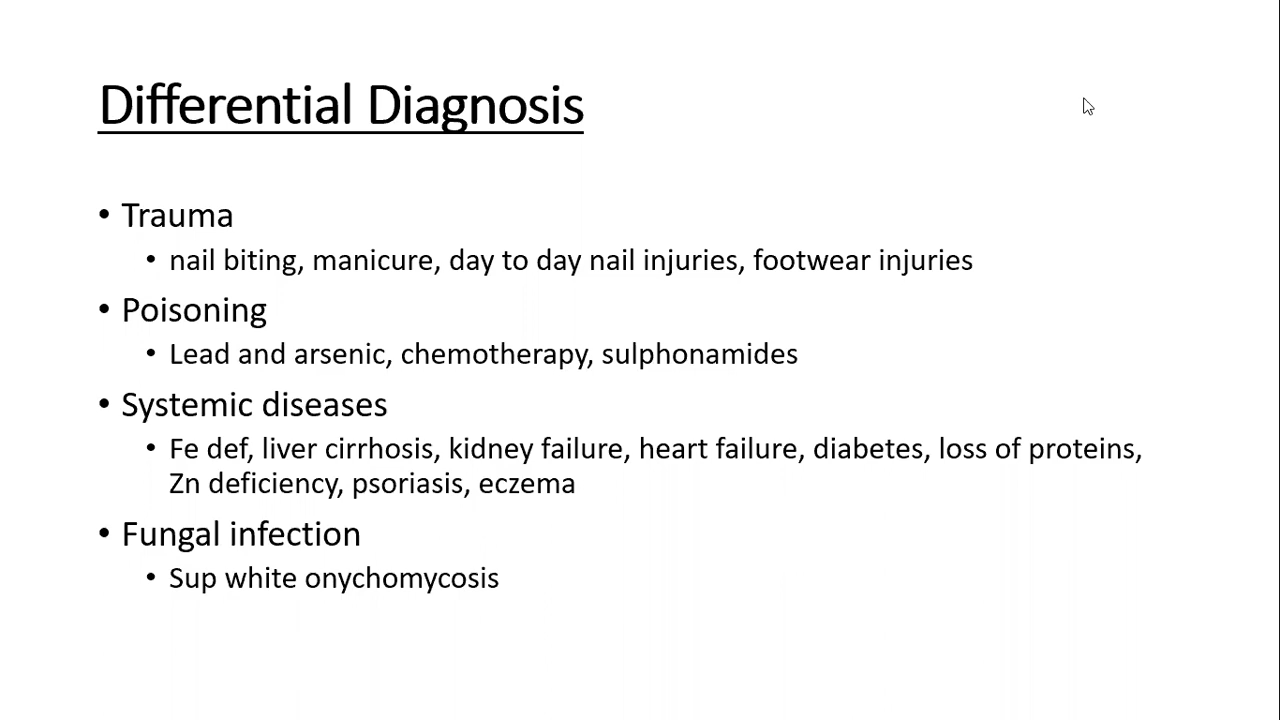 Differential Diagnosis
• Trauma
• nail biting, manicure, day to day nail injuries, footwear injuries
• Poisoning
• Lead and arsenic, chemotherapy, sulphonamides
• Systemic diseases
• Fe def, liver cirrhosis, kidney failure, heart failure, diabetes, loss of proteins,
Zn deficiency, psoriasis, eczema
• Fungal infection
• Sup white onychomycosis